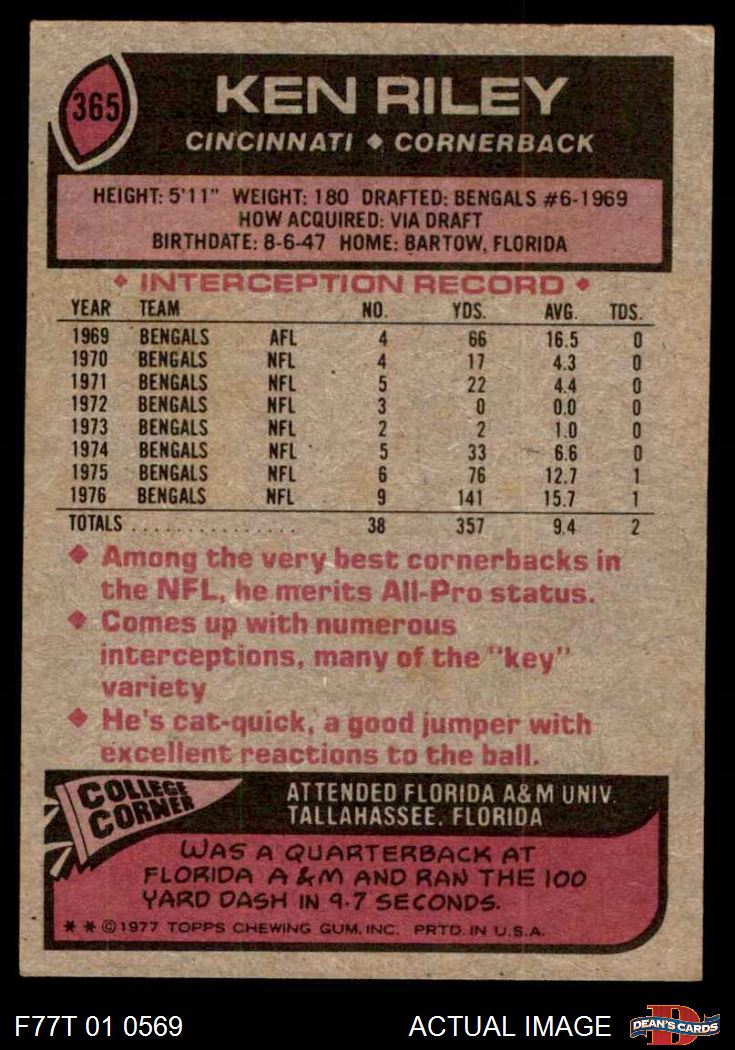 365
KEN RILEY
CINCINNATI ◆ CORNERBACK
HEIGHT: 5'11" WEIGHT: 180 DRAFTED: BENGALS #6-1969
HOW ACQUIRED: VIA DRAFT
BIRTHDATE: 8-6-47 HOME: BARTOW, FLORIDA
◆ INTERCEPTION RECORD ◆
YEAR TEAM NO. YDS. AVG. TDS.
1969 BENGALS AFL 4 66 16.5 0
1970 BENGALS NFL 4 17 4.3 0
1971 BENGALS NFL 5 22 4.4 0
1972 BENGALS NFL 3 0 0.0 0
1973 BENGALS NFL 2 2 1.0 0
1974 BENGALS NFL 5 33 6.6 0
1975 BENGALS NFL 6 76 12.7 1
1976 BENGALS NFL 9 141 15.7 1
TOTALS ................ 38 357 9.4 2
◆ Among the very best cornerbacks in
the NFL, he merits All-Pro status.
◆ Comes up with numerous
interceptions, many of the "key"
variety
◆ He's cat-quick, a good jumper with
excellent reactions to the ball.
COLLEGE
CORNER
ATTENDED FLORIDA A&M UNIV.
TALLAHASSEE, FLORIDA
WAS A QUARTERBACK AT
FLORIDA A & M AND RAN THE 100
YARD DASH IN 9.7 SECONDS.
* * © 1977 TOPPS CHEWING GUM, INC. PRTD. IN U.S.A.
F77T 01 0569
ACTUAL IMAGE
D
DEAN'S CARDS